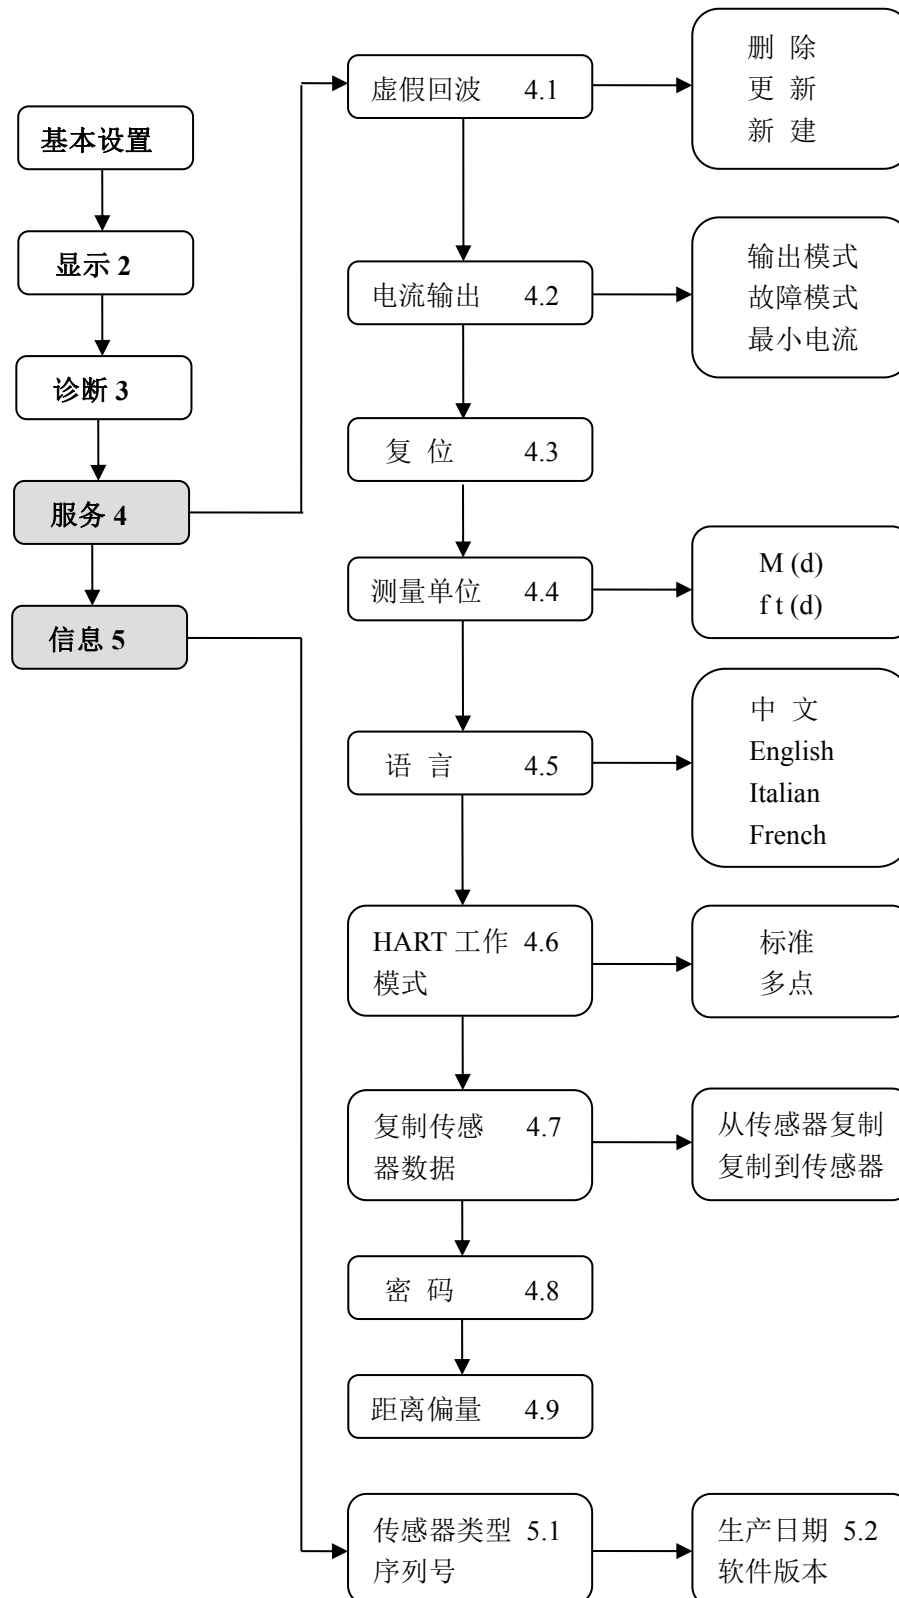 基本设置
显示 2
诊断 3
服务 4
信息 5
虚假回波 4.1
删 除
更 新
新 建
电流输出 4.2
输出模式
故障模式
最小电流
复 位 4.3
测量单位 4.4
M (d)
f t (d)
语 言 4.5
中 文
English
Italian
French
HART 工作 4.6
模式
标准
多点
复制传感 4.7
器数据
从传感器复制
复制到传感器
密 码 4.8
距离偏量 4.9
传感器类型 5.1
序列号
生产日期 5.2
软件版本